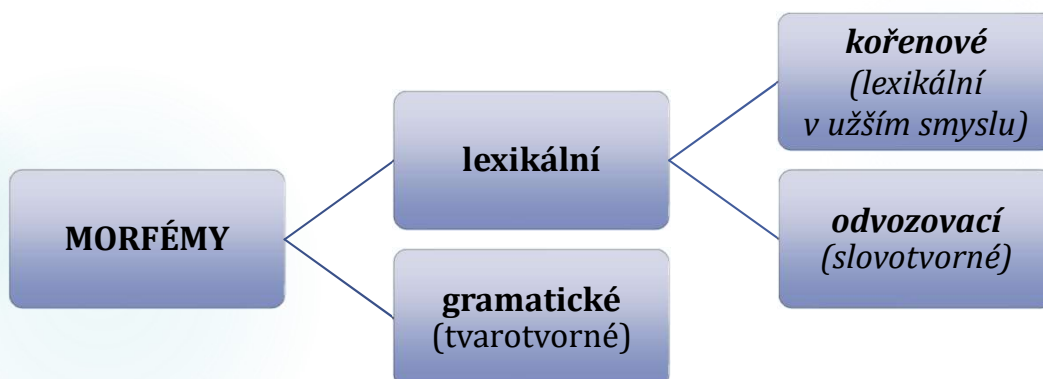 MORFÉMY
lexikální
gramatické
(tvarotvorné)
kořenové
(lexikální
v užším smyslu)
odvozovací
(slovotvorné)